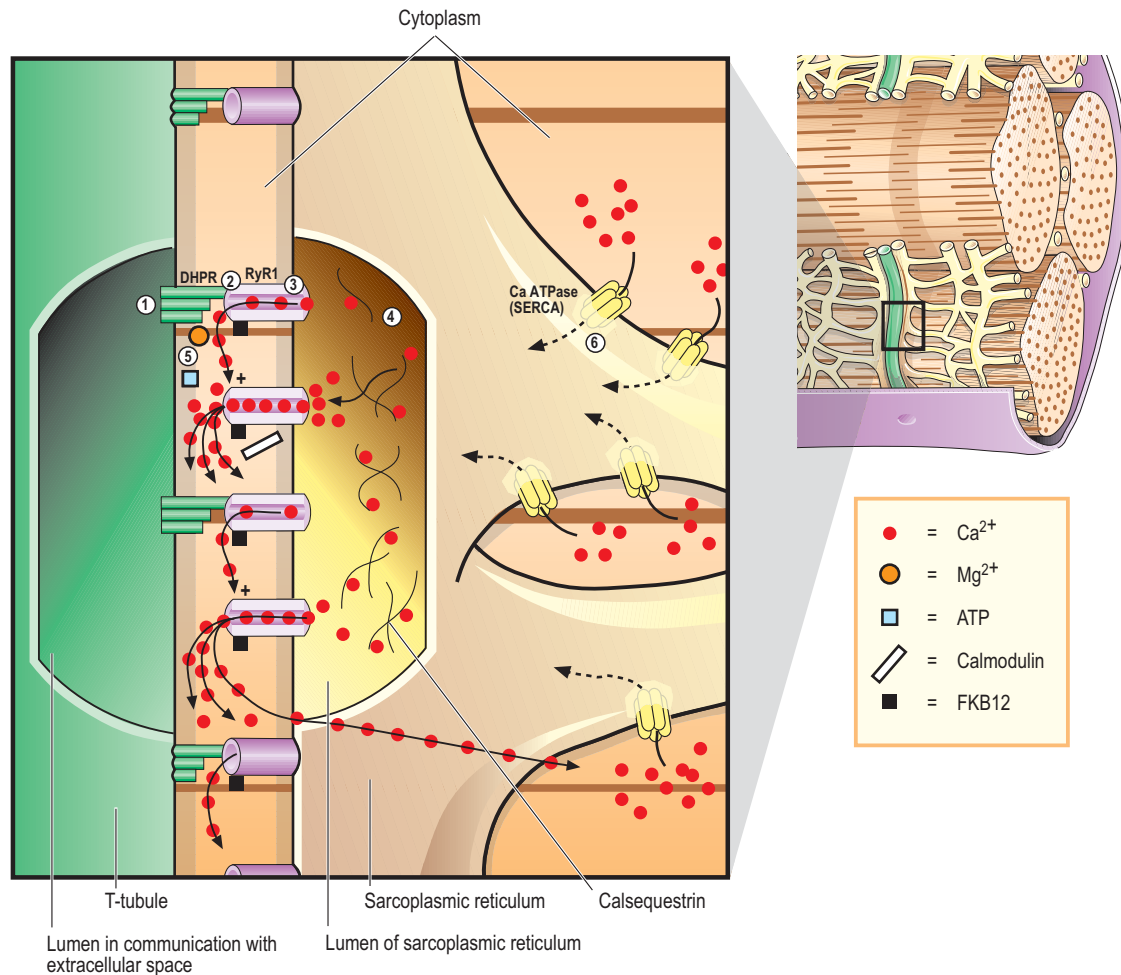 Cytoplasm
DHPR
2
RyR1
3
1
4
5
+
Ca ATPase
(SERCA)
6
+
T-tubule
Sarcoplasmic reticulum
Calsequestrin
Lumen in communication with
extracellular space
Lumen of sarcoplasmic reticulum
= Ca²⁺
= Mg²⁺
= ATP
= Calmodulin
= FKB12